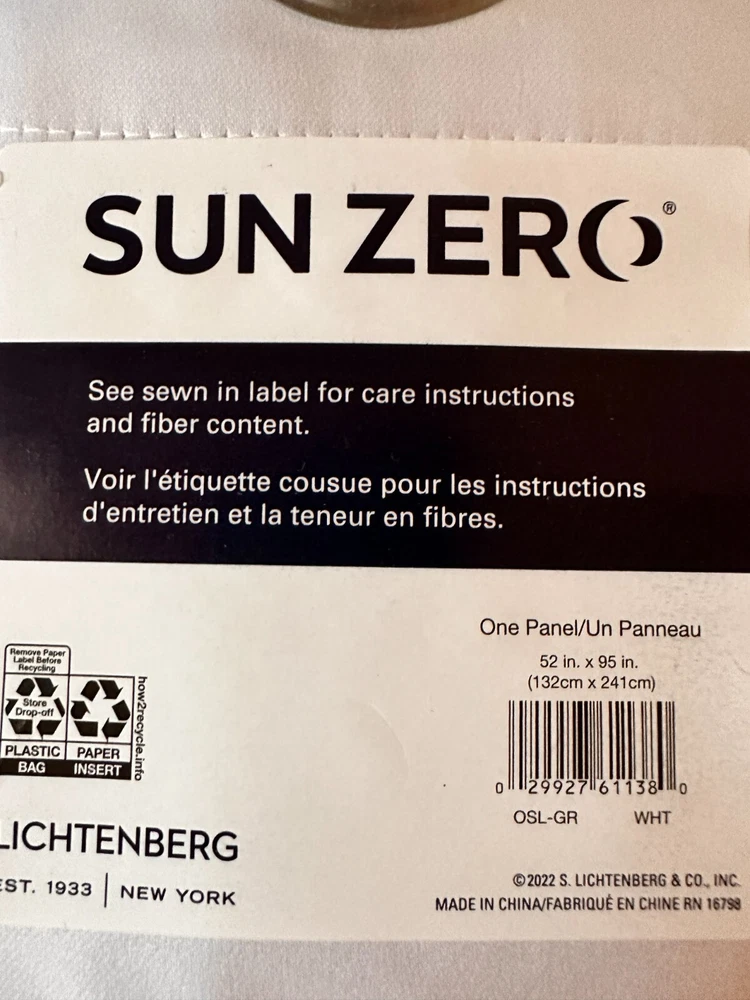 SUN ZERO®
See sewn in label for care instructions
and fiber content.
Voir l'étiquette cousue pour les instructions
d'entretien et la teneur en fibres.
One Panel/Un Panneau
52 in. x 95 in.
(132cm x 241cm)
0 29927 61138 0
OSL-GR WHT
Remove Paper
Label Before
Recycling
Store
Drop-off
PLASTIC
BAG
PAPER
INSERT
how2recycle.info
LICHTENBERG
EST. 1933 | NEW YORK
©2022 S. LICHTENBERG & CO., INC.
MADE IN CHINA/FABRIQUÉ EN CHINE RN 16798